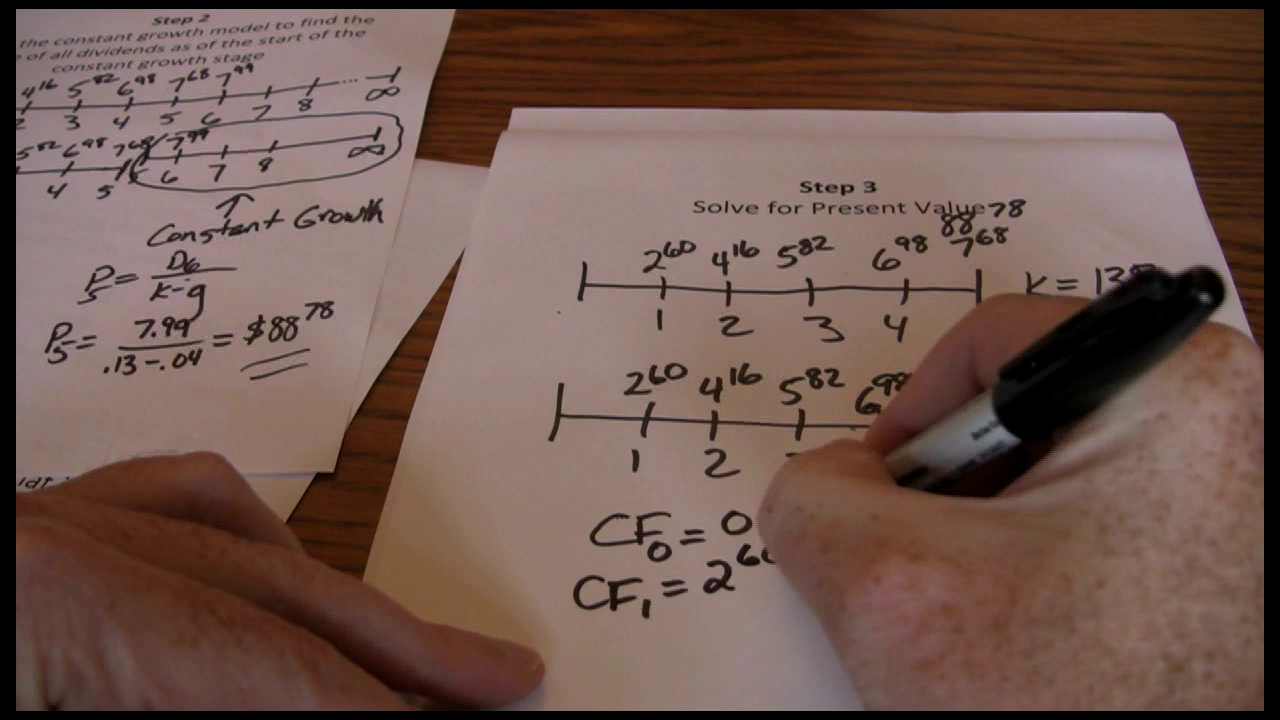 Step 2
the constant growth model to find the
of all dividends as of the start of the
constant growth stage
4¹⁶ 5⁸² 6⁹⁸ 7⁶⁸ 7⁹⁹
2 3 4 5 6 7 8 ... ∞
5⁸² 6⁹⁸ 7⁶⁸ 7⁹⁹
4 5 6 7 8 ∞
Constant Growth
P₅ = D₆ / K-g
P₅ = 7.99 / .13-.04 = $88⁷⁸
Step 3
Solve for Present Value
88⁷⁸
2⁶⁰ 4¹⁶ 5⁸² 6⁹⁸ 7⁶⁸
K = 13
1 2 3 4
2⁶⁰ 4¹⁶ 5⁸² 6⁹⁸
1 2
CF₀ = 0
CF₁ = 2⁶⁰